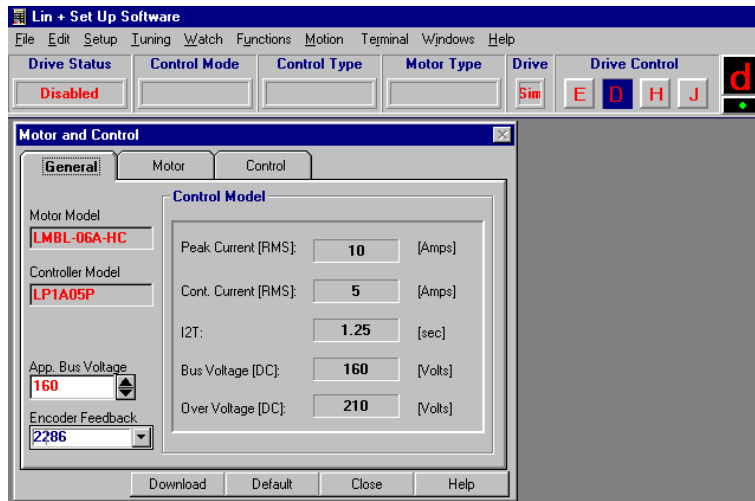 Lin + Set Up Software
File Edit Setup Tuning Watch Functions Motion Terminal Windows Help
Drive Status Control Mode Control Type Motor Type Drive Drive Control
Disabled Sim E D H J d
Motor and Control
General Motor Control
Control Model
Motor Model
LMBL-06A-HC
Peak Current [RMS]: 10 [Amps]
Controller Model
LP1A05P
Cont. Current [RMS]: 5 [Amps]
I2T: 1.25 [sec]
App. Bus Voltage
160
Bus Voltage [DC]: 160 [Volts]
Over Voltage [DC]: 210 [Volts]
Encoder Feedback
2286
Download Default Close Help